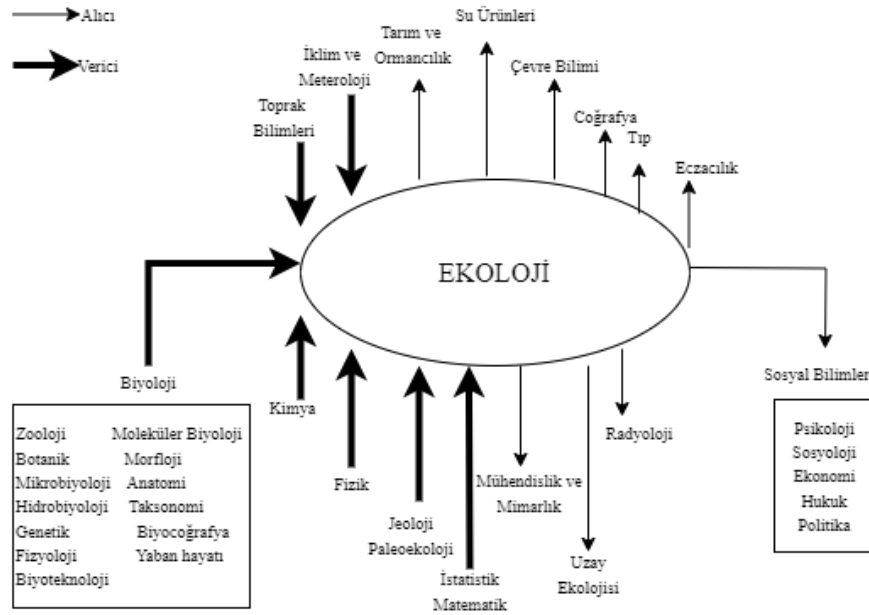 Alıcı
Verici
Su Ürünleri
Tarım ve
Ormancılık
İklim ve
Meteroloji
Çevre Bilimi
Toprak
Bilimleri
Coğrafya
Tıp
Eczacılık
EKOLOJİ
Biyoloji
Sosyal Bilimler
Kimya
Zooloji Moleküler Biyoloji
Botanik Morfloji
Mikrobiyoloji Anatomi
Hidrobiyoloji Taksonomi
Genetik Biyocoğrafya
Fizyoloji Yaban hayatı
Biyoteknoloji
Fizik
Jeoloji
Paleoekoloji
İstatistik
Matematik
Mühendislik ve
Mimarlık
Uzay
Ekolojisi
Radyoloji
Psikoloji
Sosyoloji
Ekonomi
Hukuk
Politika